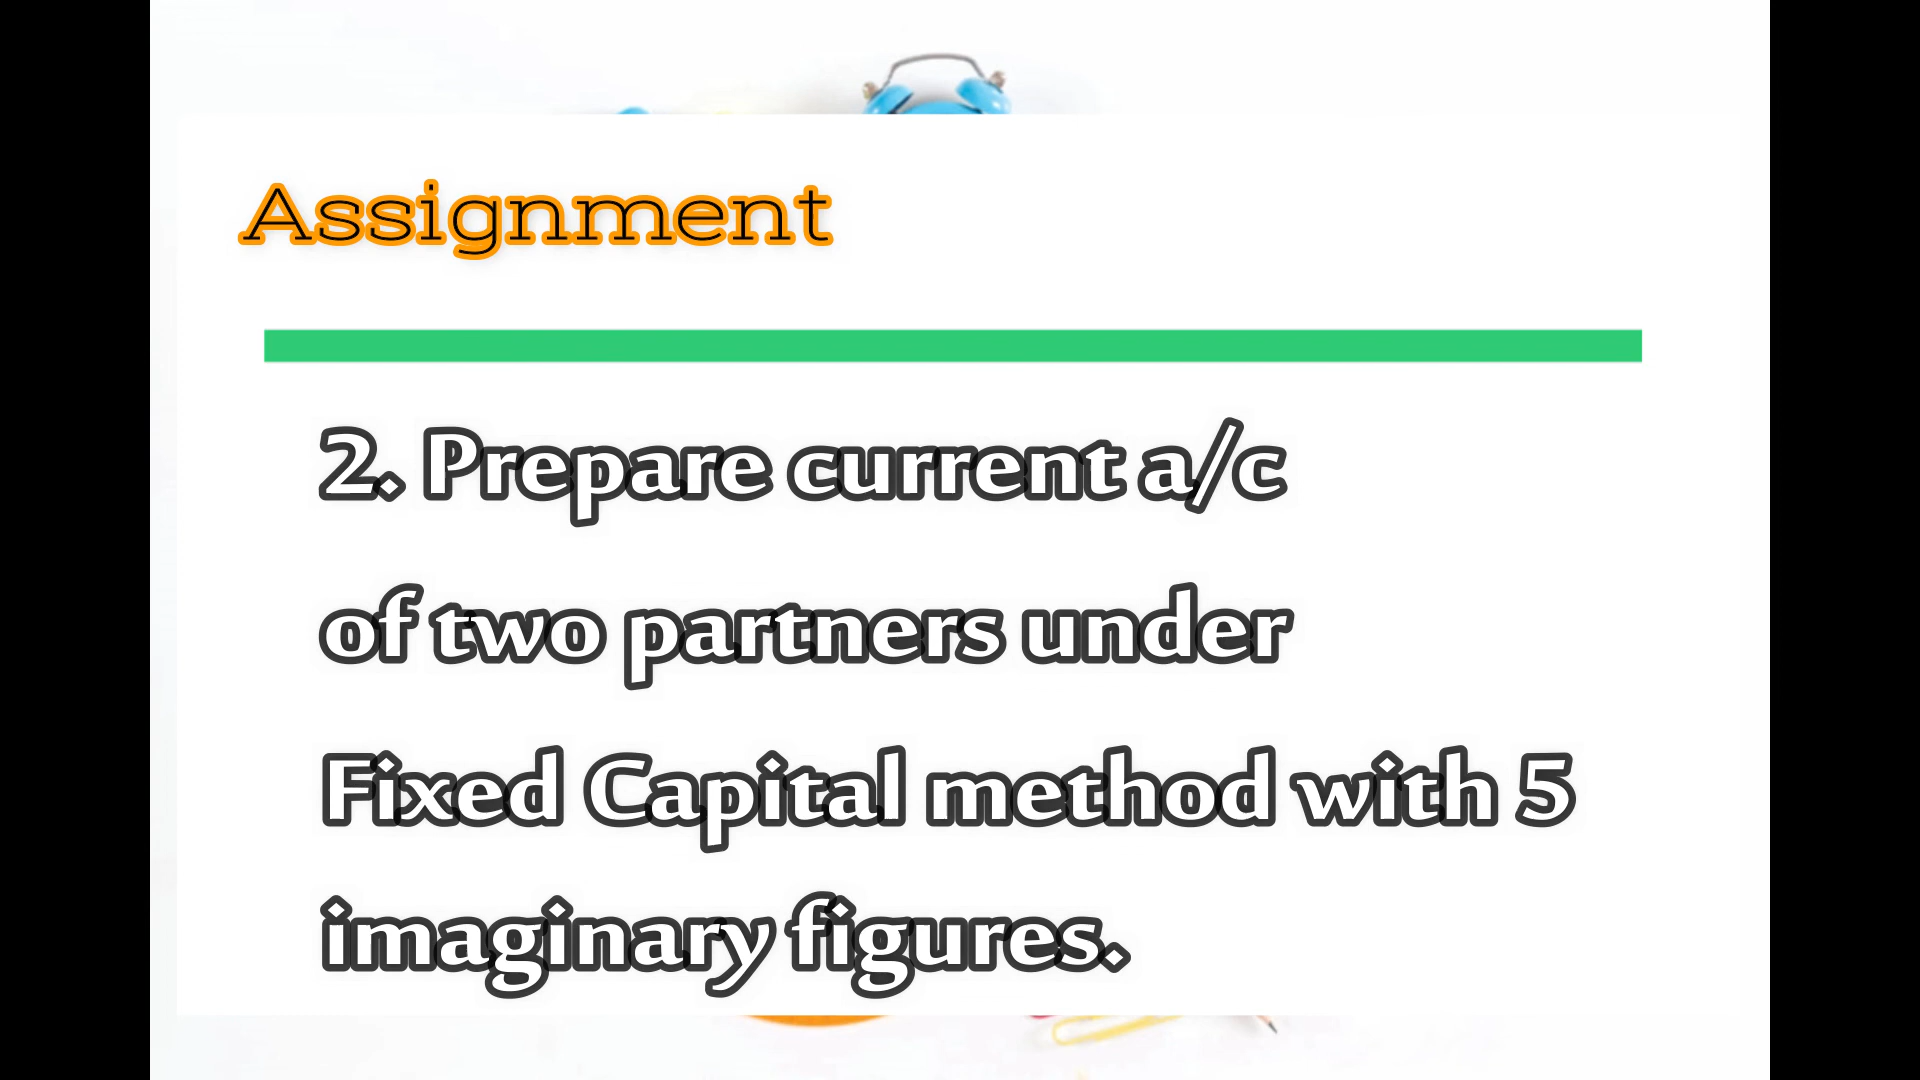 Assignment
2. Prepare current a/c
of two partners under
Fixed Capital method with 5
imaginary figures.